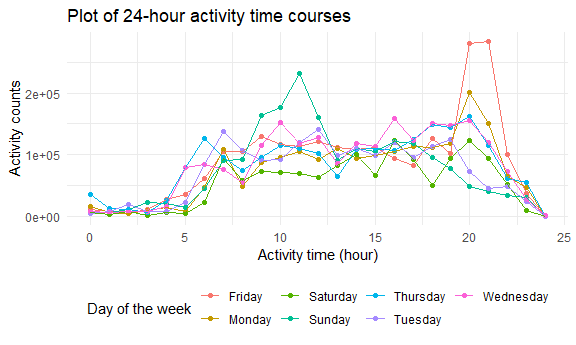 Plot of 24-hour activity time courses
Activity counts
2e+05
1e+05
0e+00
0 5 10 15 20 25
Activity time (hour)
Day of the week
Friday Saturday Thursday Wednesday
Monday Sunday Tuesday